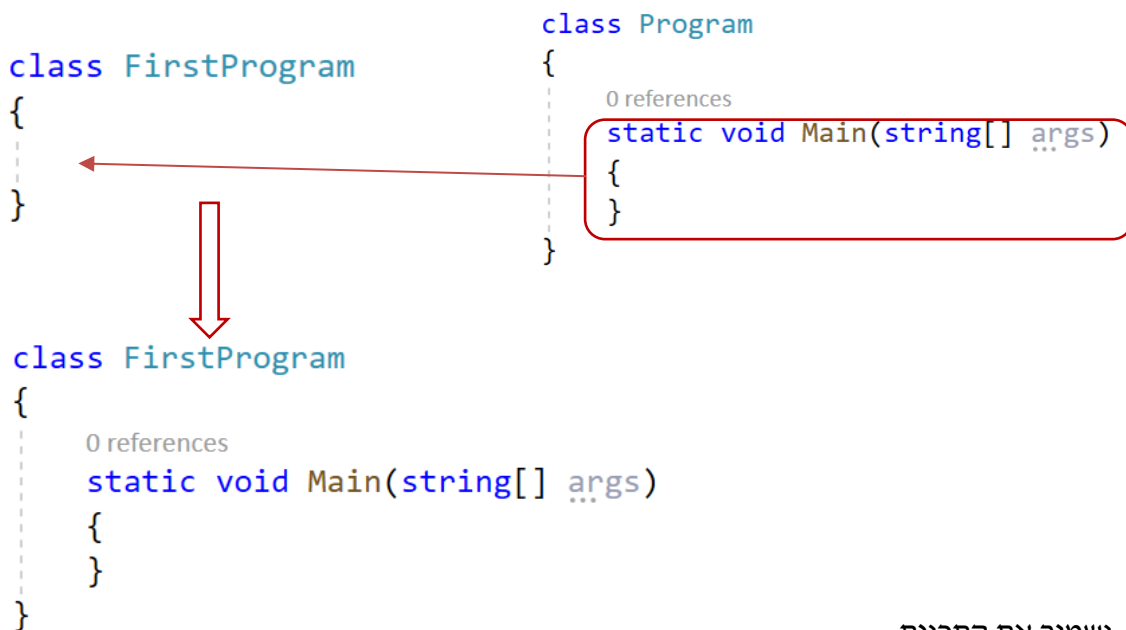 class FirstProgram
{
}
class Program
{
0 references
static void Main(string[] args)
{
}
}
class FirstProgram
{
0 references
static void Main(string[] args)
{
}
}